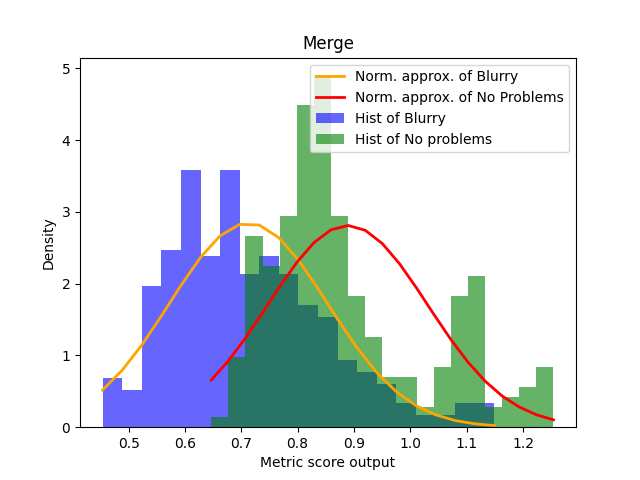 Merge
Norm. approx. of Blurry
Norm. approx. of No Problems
Hist of Blurry
Hist of No problems
Density
5
4
3
2
1
0
0.5 0.6 0.7 0.8 0.9 1.0 1.1 1.2
Metric score output